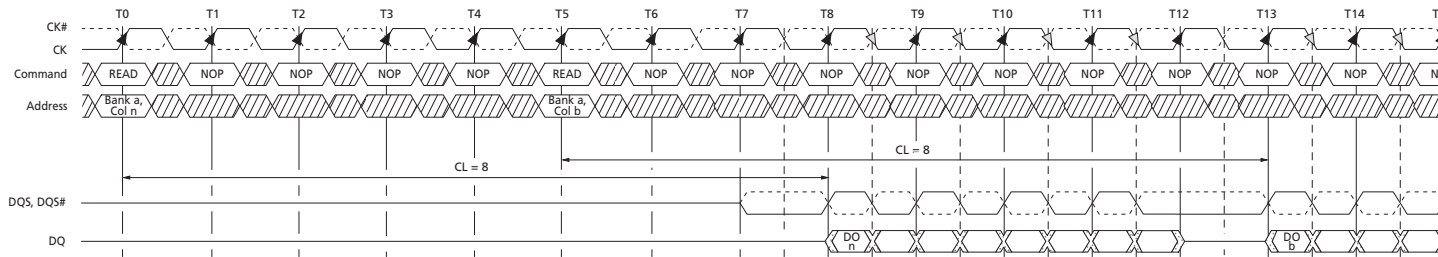 T0 T1 T2 T3 T4 T5 T6 T7 T8 T9 T10 T11 T12 T13 T14 T
CK#
CK
Command READ NOP NOP NOP NOP READ NOP NOP NOP NOP NOP NOP NOP NOP NOP N
Address Bank a, Col n Bank a, Col b
CL = 8
CL = 8
DQS, DQS#
DQ DO n DO b